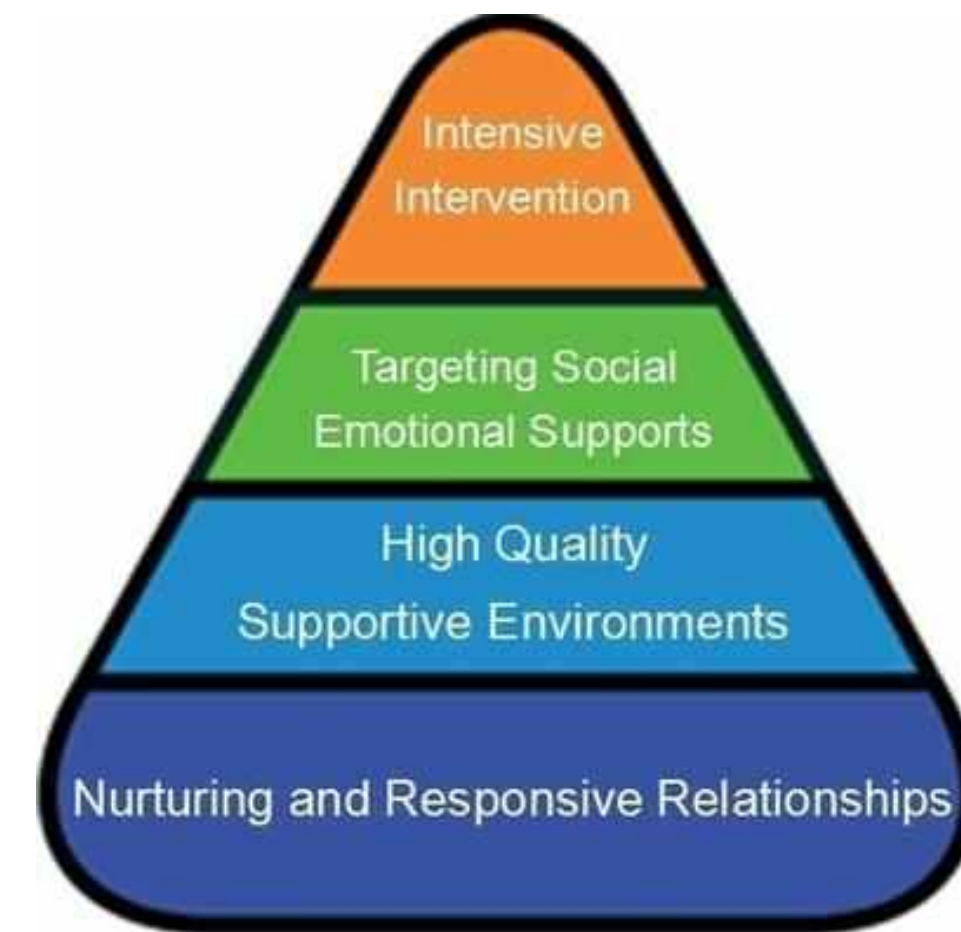 Intensive
Intervention
Targeting Social
Emotional Supports
High Quality
Supportive Environments
Nurturing and Responsive Relationships